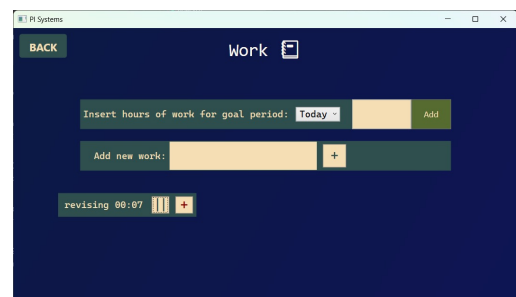 PI Systems
BACK
Work
Insert hours of work for goal period: Today Add
Add new work: +
revising 00:07 || +